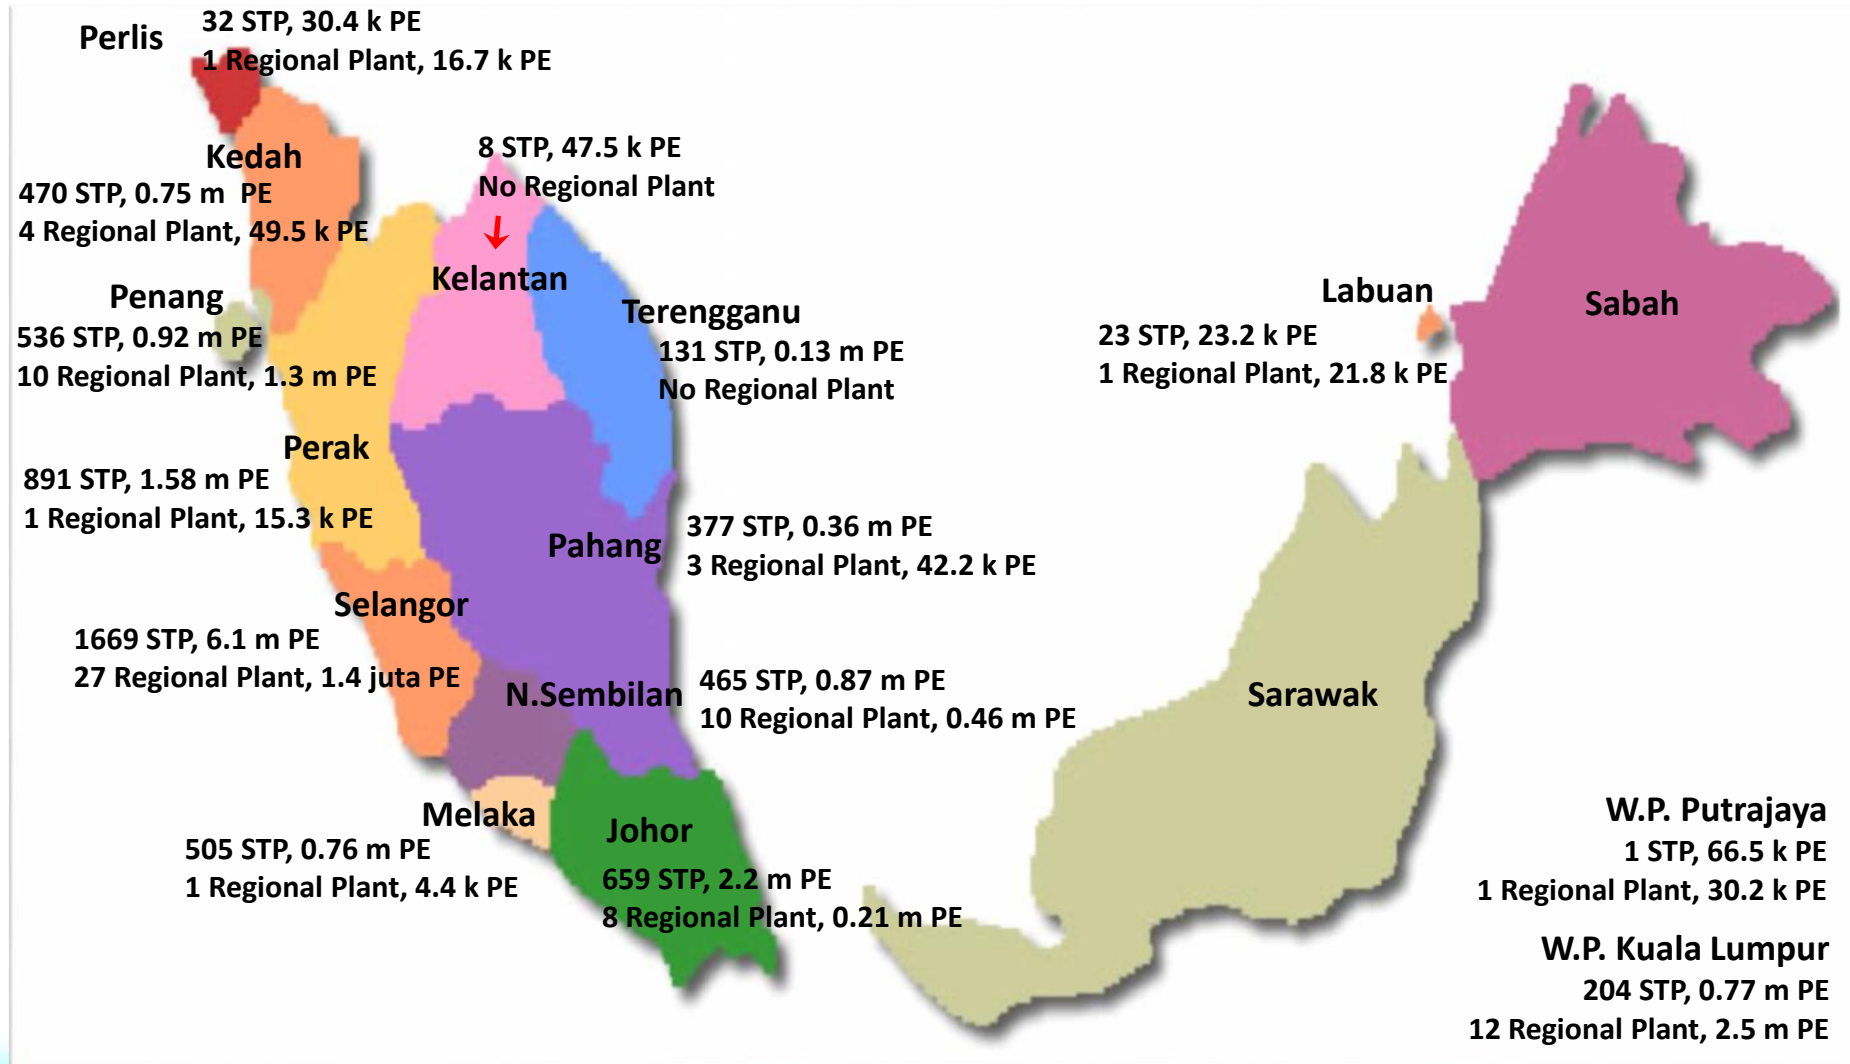 Perlis
32 STP, 30.4 k PE
1 Regional Plant, 16.7 k PE
Kedah
470 STP, 0.75 m PE
4 Regional Plant, 49.5 k PE
8 STP, 47.5 k PE
No Regional Plant
Kelantan
Penang
536 STP, 0.92 m PE
10 Regional Plant, 1.3 m PE
Terengganu
131 STP, 0.13 m PE
No Regional Plant
Perak
891 STP, 1.58 m PE
1 Regional Plant, 15.3 k PE
Pahang
377 STP, 0.36 m PE
3 Regional Plant, 42.2 k PE
Selangor
1669 STP, 6.1 m PE
27 Regional Plant, 1.4 juta PE
N.Sembilan
465 STP, 0.87 m PE
10 Regional Plant, 0.46 m PE
Melaka
505 STP, 0.76 m PE
1 Regional Plant, 4.4 k PE
Johor
659 STP, 2.2 m PE
8 Regional Plant, 0.21 m PE
Labuan
23 STP, 23.2 k PE
1 Regional Plant, 21.8 k PE
Sabah
Sarawak
W.P. Putrajaya
1 STP, 66.5 k PE
1 Regional Plant, 30.2 k PE
W.P. Kuala Lumpur
204 STP, 0.77 m PE
12 Regional Plant, 2.5 m PE